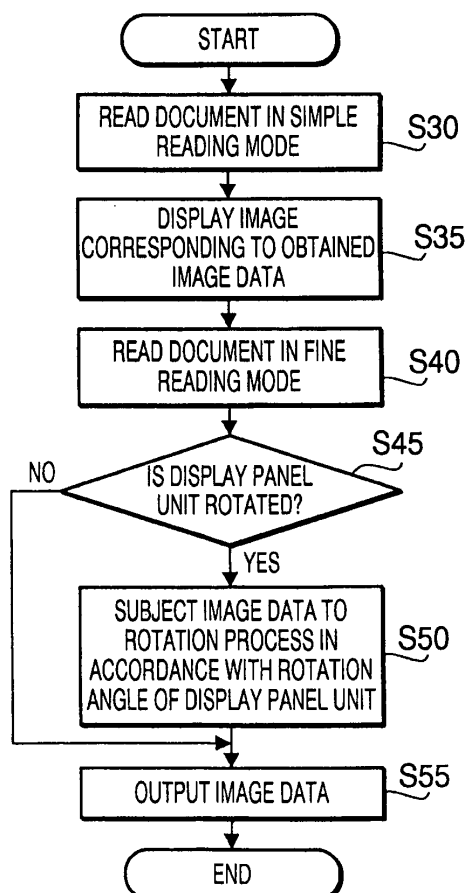 START
READ DOCUMENT IN SIMPLE
READING MODE
S30
DISPLAY IMAGE
CORRESPONDING TO OBTAINED
IMAGE DATA
S35
READ DOCUMENT IN FINE
READING MODE
S40
IS DISPLAY PANEL
UNIT ROTATED?
S45
NO
YES
SUBJECT IMAGE DATA TO
ROTATION PROCESS IN
ACCORDANCE WITH ROTATION
ANGLE OF DISPLAY PANEL UNIT
S50
OUTPUT IMAGE DATA
S55
END